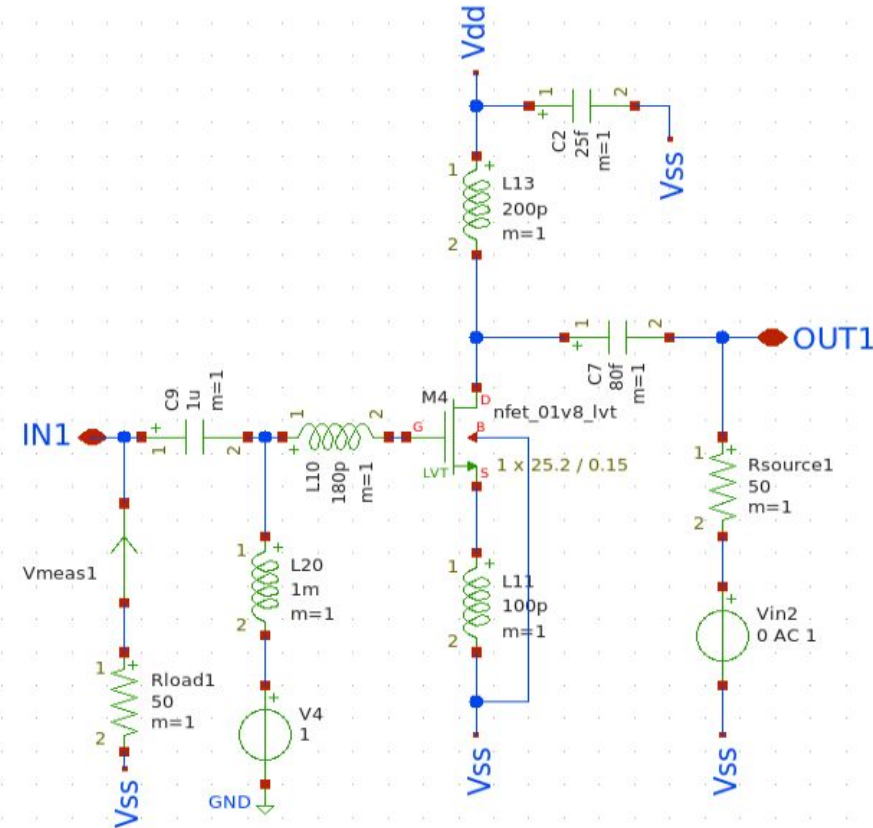 Vdd
1
2
+
C2
25f
m=1
Vss
1
+
L13
200p
m=1
2
1
2
+
C7
80f
m=1
OUT1
IN1
+
1
2
C9
1u
m=1
1
2
+
L10
180p
m=1
M4
D
nfet_01v8_lvt
G
B
LVT
S
1 x 25.2 / 0.15
1
+
Rsource1
50
m=1
2
Vmeas1
1
+
L20
1m
m=1
2
1
+
L11
100p
m=1
2
+
Vin2
0 AC 1
1
+
Rload1
50
m=1
2
+
V4
1
GND
Vss
Vss
Vss